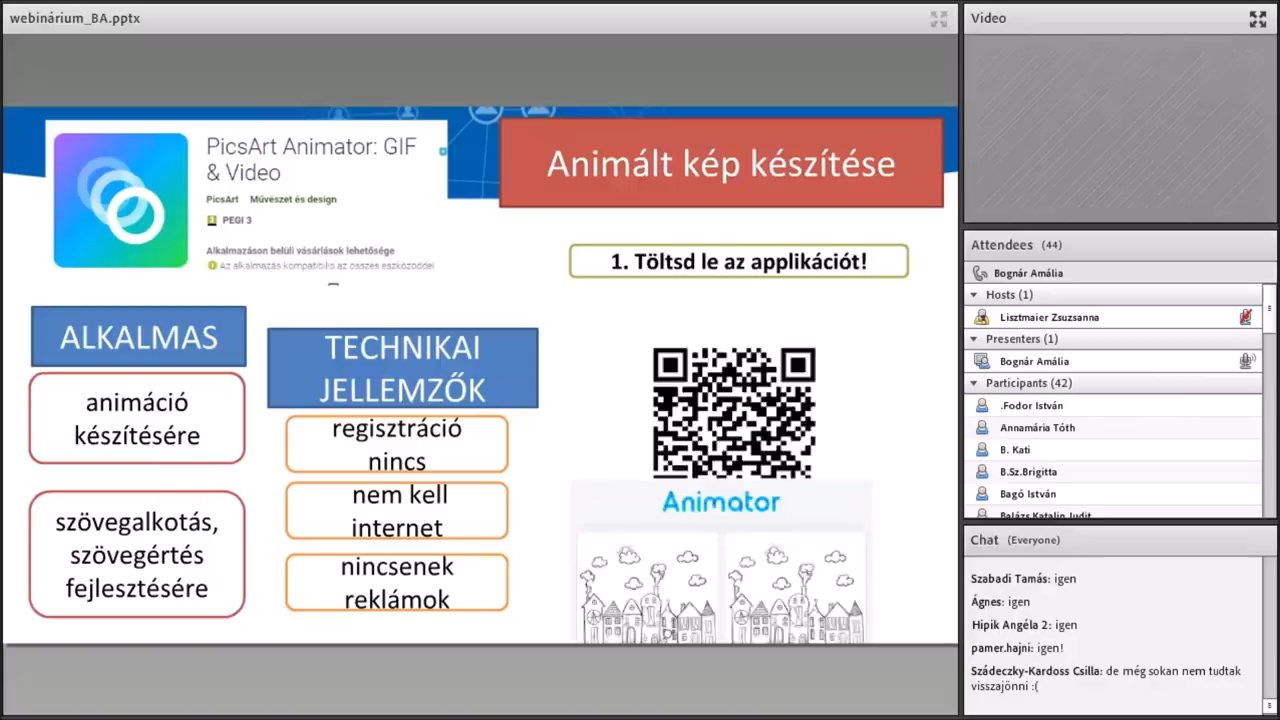 webinárium_BA.pptx
PicsArt Animator: GIF
& Video
PicsArt Művészet és design
3 PEGI 3
Alkalmazáson belüli vásárlások lehetősége
Az alkalmazás kompatibilis az összes eszközöddel
Animált kép készítése
1. Töltsd le az applikációt!
ALKALMAS
animáció
készítésére
szövegalkotás,
szövegértés
fejlesztésére
TECHNIKAI
JELLEMZŐK
regisztráció
nincs
nem kell
internet
nincsenek
reklámok
Animator
Video
Attendees (44)
Bognár Amália
Hosts (1)
Lisztmaier Zsuzsanna
Presenters (1)
Bognár Amália
Participants (42)
.Fodor István
Annamária Tóth
B. Kati
B.Sz.Brigitta
Bagó István
Balázs Katalin Judit
Chat (Everyone)
Szabadi Tamás: igen
Ágnes: igen
Hipik Angéla 2: igen
pamer.hajni: igen!
Szádeczky-Kardoss Csilla: de még sokan nem tudtak
visszajönni :(